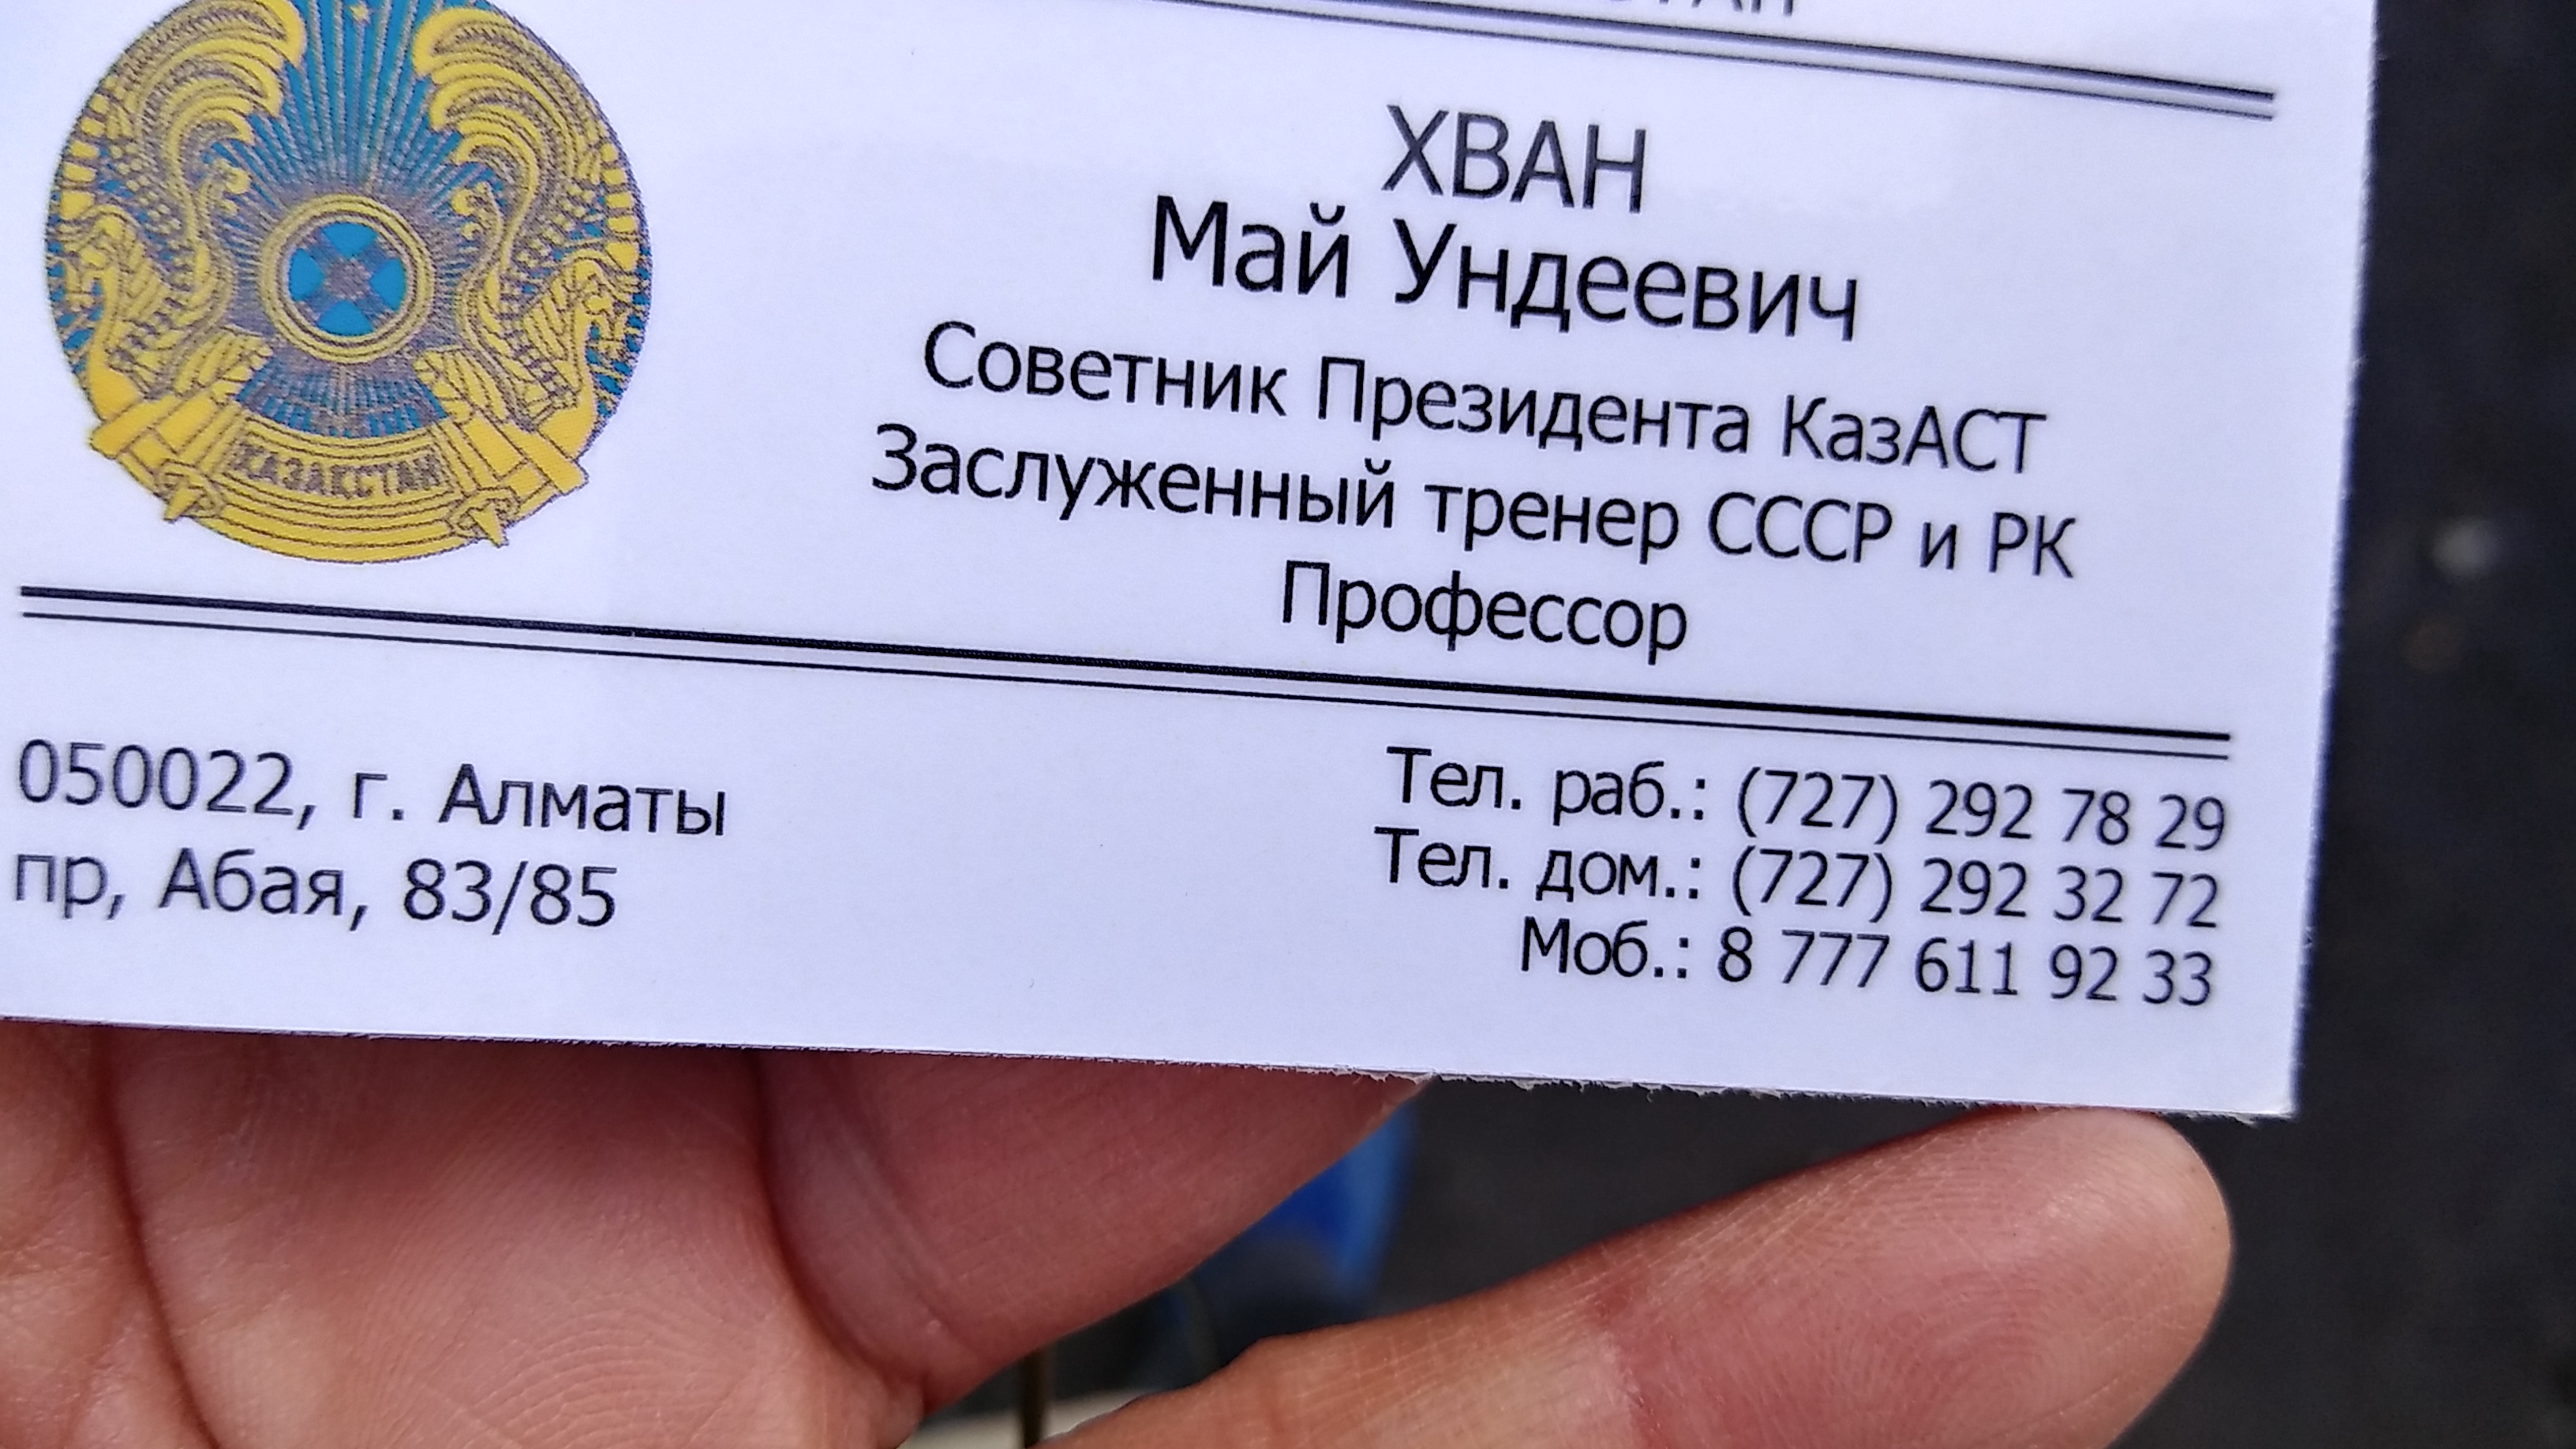 ХВАН
Май Ундеевич
Советник Президента КазАСТ
Заслуженный тренер СССР и РК
Профессор
ҚАЗАҚСТАН
050022, г. Алматы
пр, Абая, 83/85
Тел. раб.: (727) 292 78 29
Тел. дом.: (727) 292 32 72
Моб.: 8 777 611 92 33